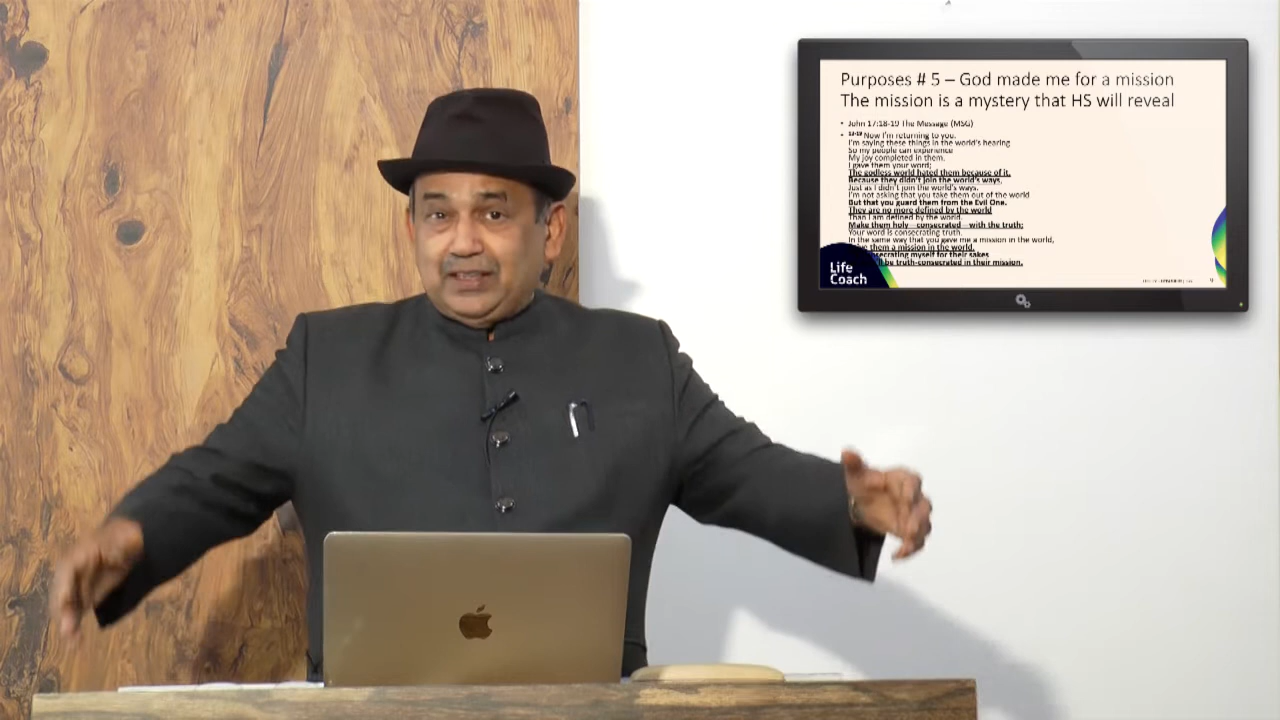 Purposes # 5 – God made me for a mission
The mission is a mystery that HS will reveal
• John 17:18-19 The Message (MSG)
• Now I'm returning to you.
I'm saying these things in the world's hearing
So my people can experience
My joy completed in them.
I gave them your word;
The godless world hated them because of it,
Because they didn't join the world's ways,
Just as I didn't join the world's ways.
I'm not asking that you take them out of the world
But that you guard them from the Evil One.
They are no more defined by the world
Than I am defined by the world.
Make them holy—consecrated—with the truth;
Your word is consecrating truth.
In the same way that you gave me a mission in the world,
them a mission in the world.
myself for their sakes
be truth-consecrated in their mission.
Life
Coach
9